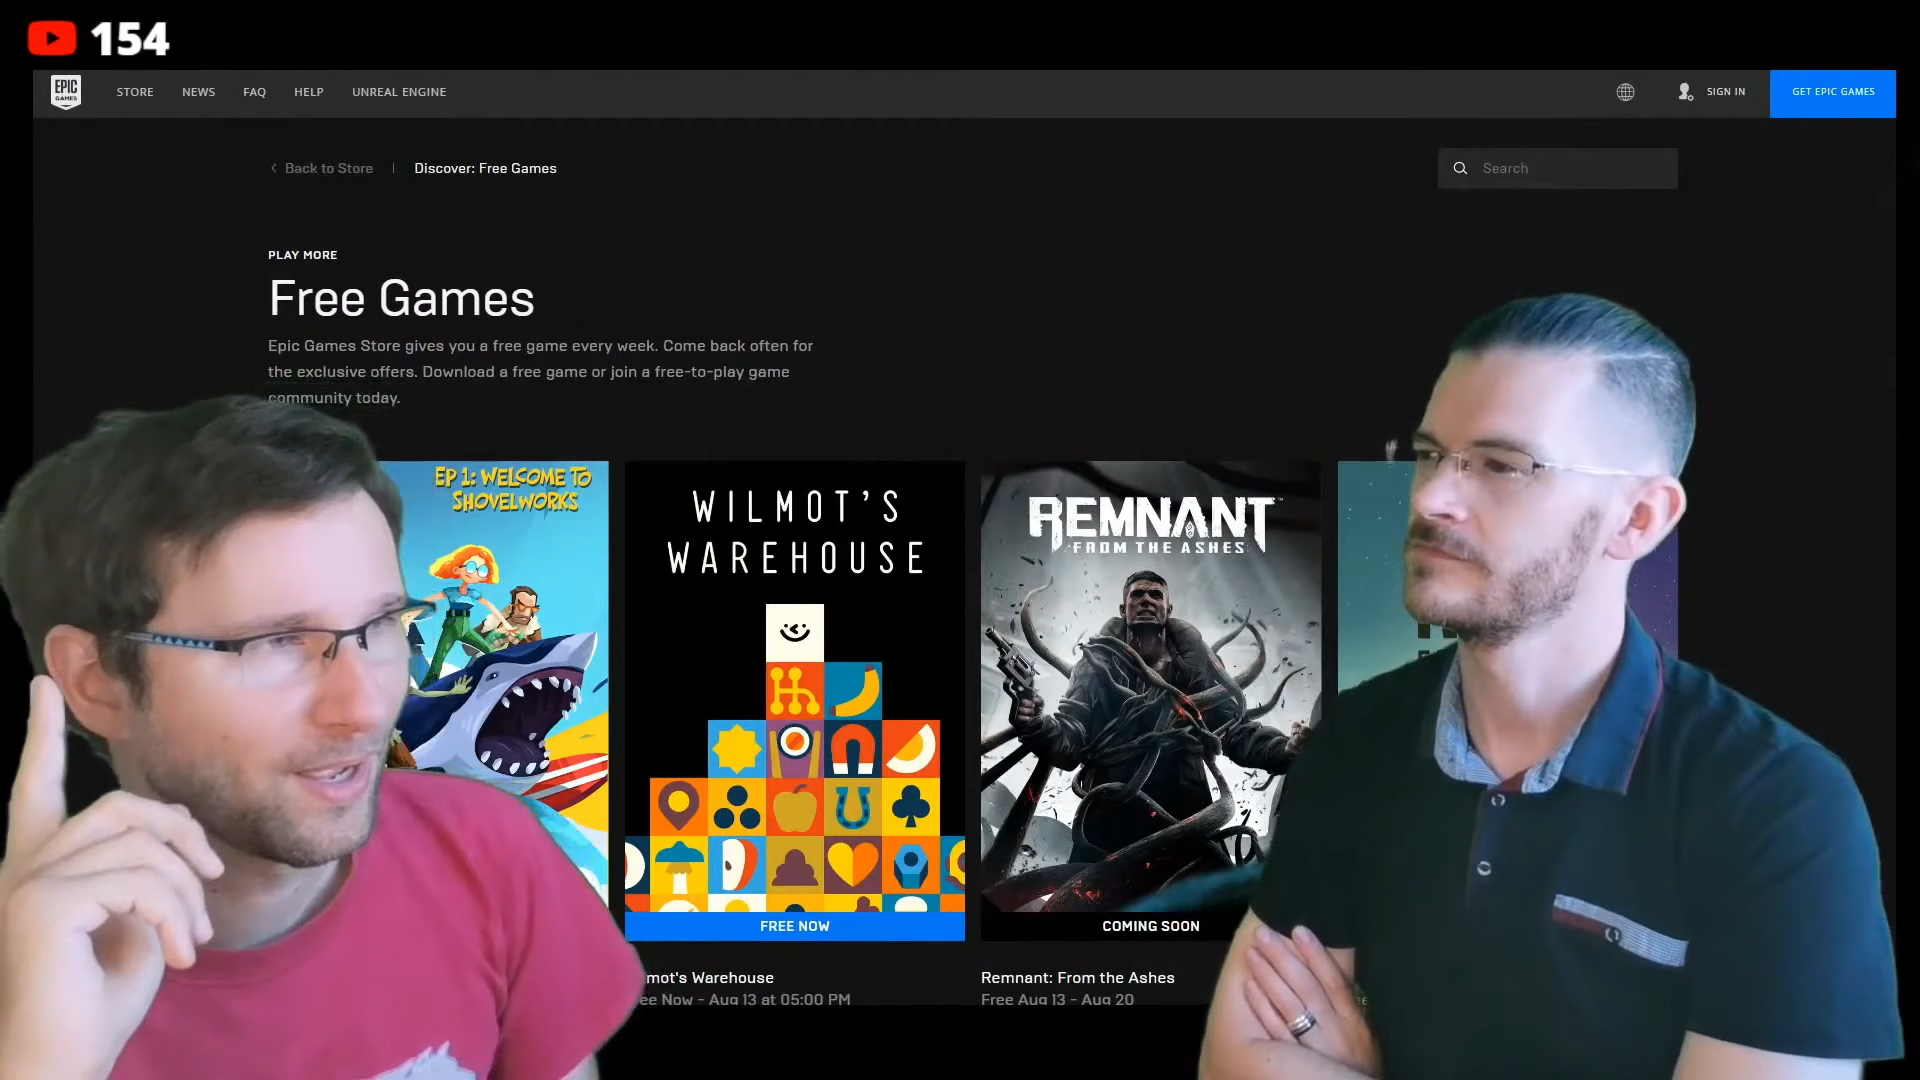 154
EPIC
GAMES
STORE
NEWS
FAQ
HELP
UNREAL ENGINE
SIGN IN
GET EPIC GAMES
Back to Store
Discover: Free Games
Search
PLAY MORE
Free Games
Epic Games Store gives you a free game every week. Come back often for
the exclusive offers. Download a free game or join a free-to-play game
community today.
EP 1: WELCOME TO
SHOVELWORKS
WILMOT'S
WAREHOUSE
FREE NOW
mot's Warehouse
ee Now - Aug 13 at 05:00 PM
REMNANT
FROM THE ASHES
COMING SOON
Remnant: From the Ashes
Free Aug 13 - Aug 20